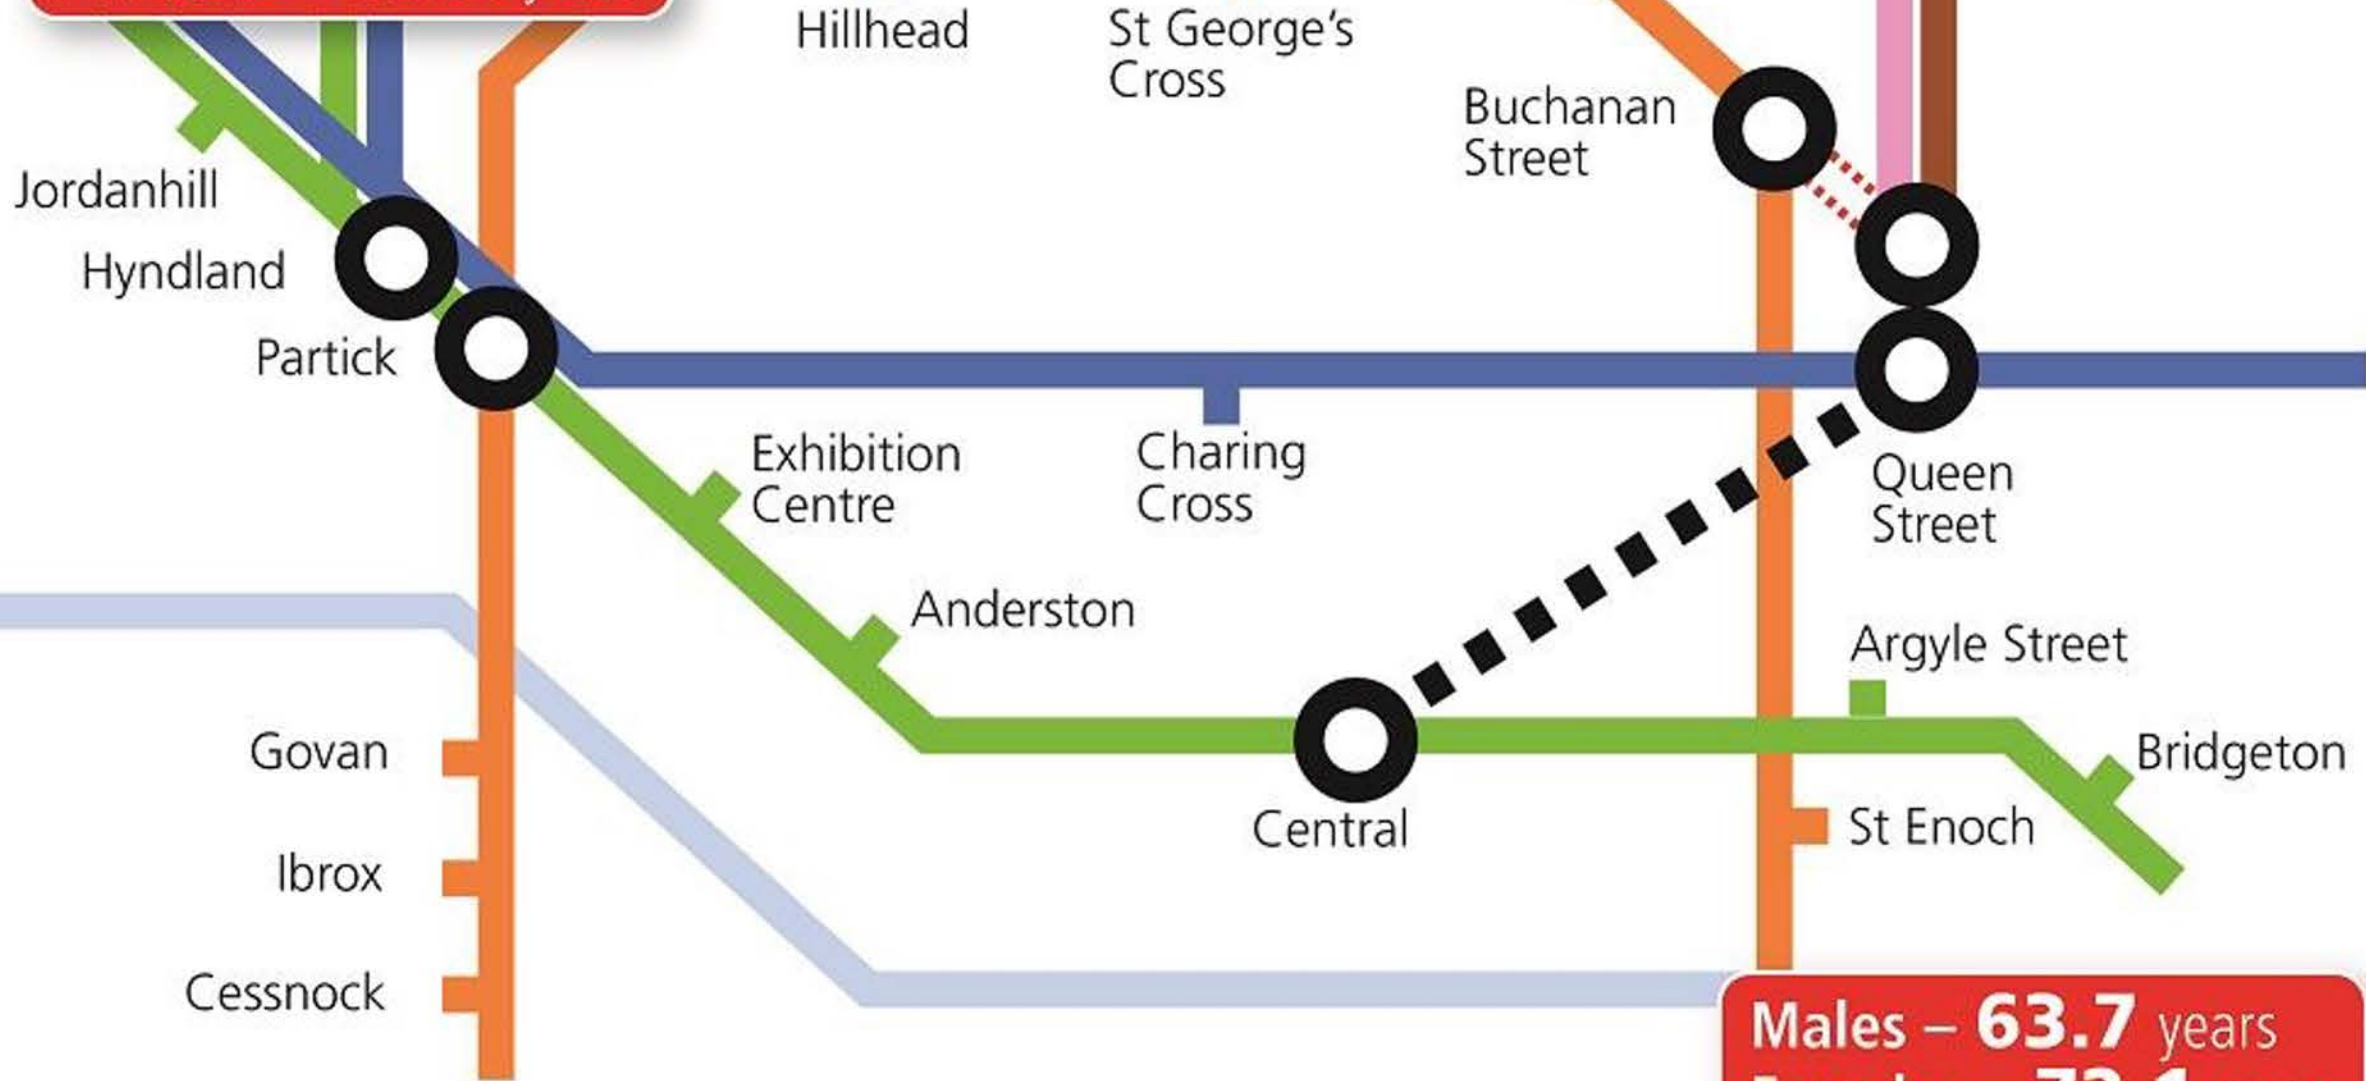 Hillhead
St George's
Cross
Buchanan
Street
Jordanhill
Hyndland
Partick
Exhibition
Centre
Charing
Cross
Queen
Street
Anderston
Argyle Street
Govan
Bridgeton
Central
St Enoch
Ibrox
Cessnock
Males – 63.7 years